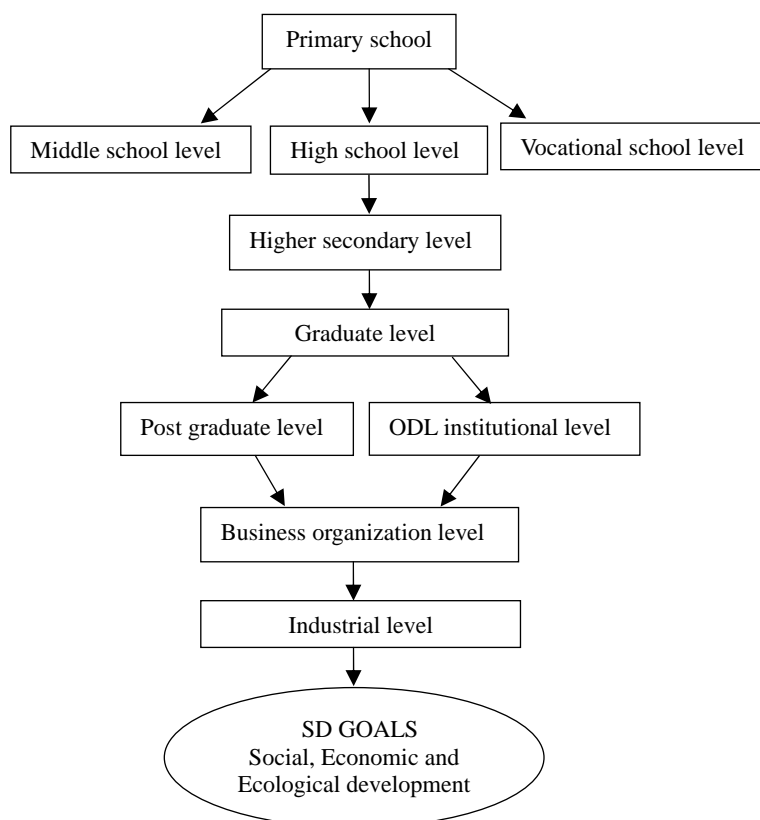 Primary school
Middle school level
High school level
Vocational school level
Higher secondary level
Graduate level
Post graduate level
ODL institutional level
Business organization level
Industrial level
SD GOALS
Social, Economic and
Ecological development